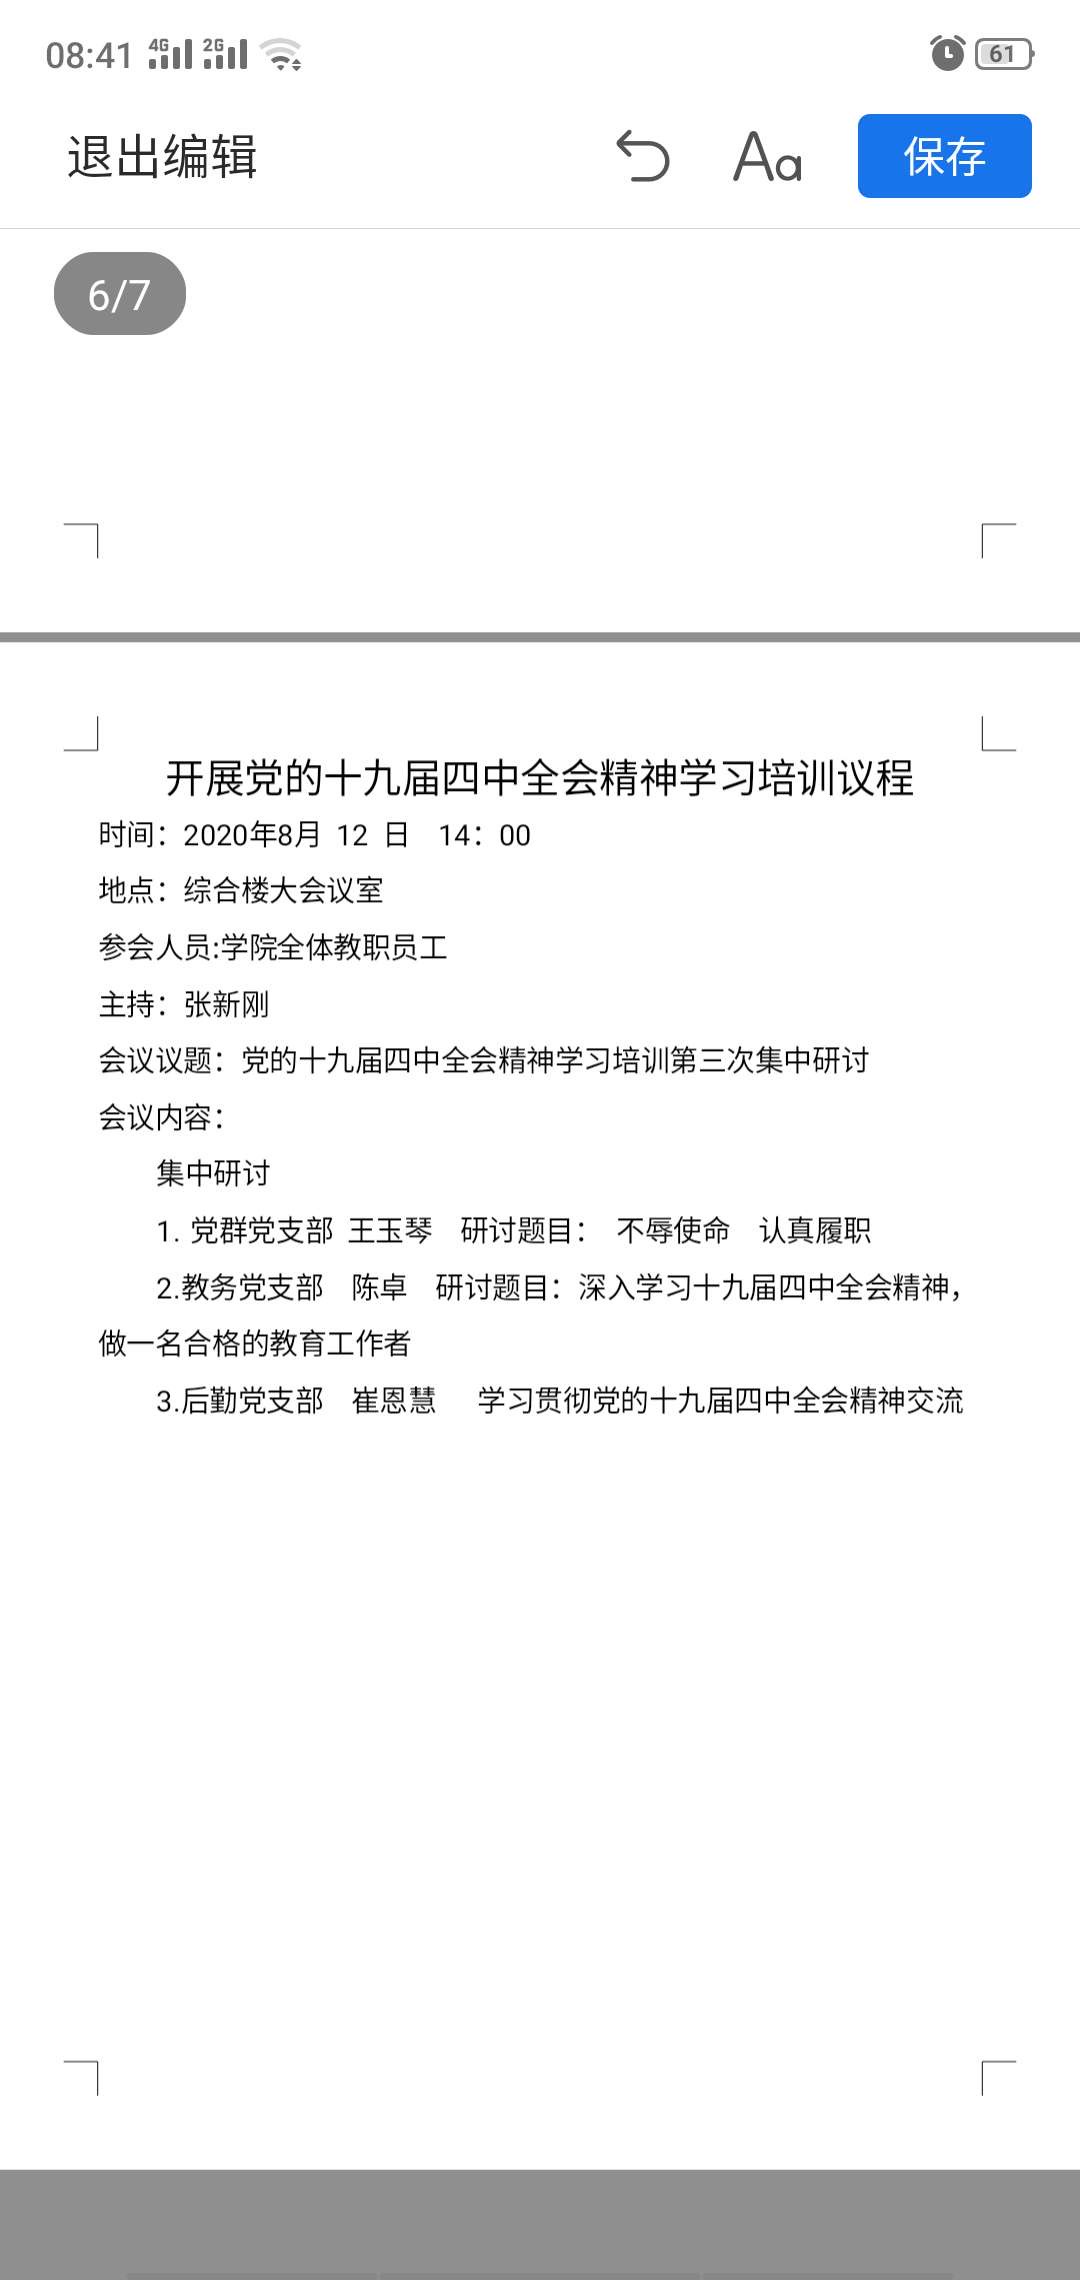 08:41 4G 2G 61
退出编辑 Aa 保存
6/7
开展党的十九届四中全会精神学习培训议程
时间：2020年8月 12 日 14：00
地点：综合楼大会议室
参会人员:学院全体教职员工
主持：张新刚
会议议题：党的十九届四中全会精神学习培训第三次集中研讨
会议内容：
集中研讨
1. 党群党支部 王玉琴 研讨题目： 不辱使命 认真履职
2.教务党支部 陈卓 研讨题目：深入学习十九届四中全会精神，
做一名合格的教育工作者
3.后勤党支部 崔恩慧 学习贯彻党的十九届四中全会精神交流